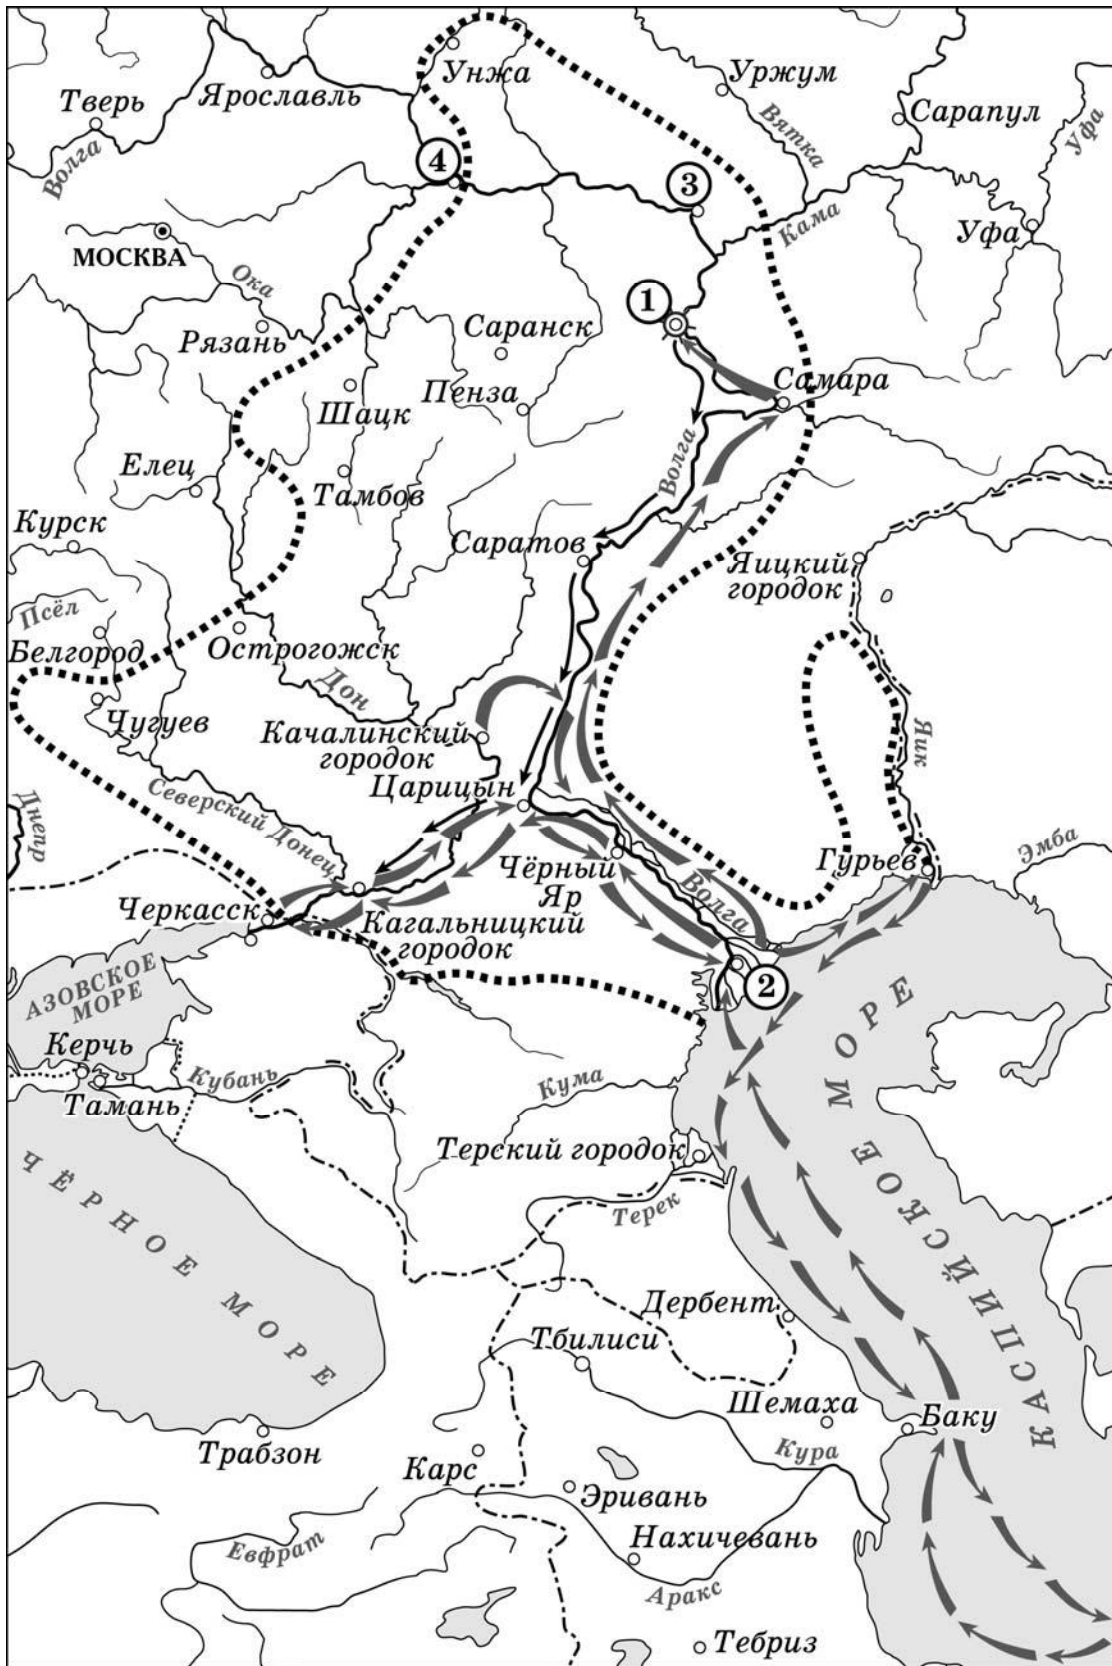 Унжа
Уржум
Ярославль
Тверь
Сарапул
Вятка
Уфа
Волга
4
3
Кама
Уфа
МОСКВА
Ока
1
Рязань
Саранск
Самара
Пенза
Шацк
Волга
Елец
Тамбов
Курск
Саратов
Яицкий
городок
Псёл
Белгород
Острогожск
Дон
Чугуев
Качалинский
городок
Яик
Царицын
Северский Донец
Днепр
Чёрный
Яр
Гурьев
Эмба
Волга
Черкасск
Кагальницкий
городок
2
АЗОВСКОЕ
МОРЕ
Керчь
Кубань
Тамань
Кума
КАСПИЙСКОЕ МОРЕ
Терский городок
ЧЁРНОЕ МОРЕ
Терек
Дербент
Тбилиси
Шемаха
Баку
Трабзон
Карс
Кура
Эривань
Нахичевань
Евфрат
Аракс
Тебриз